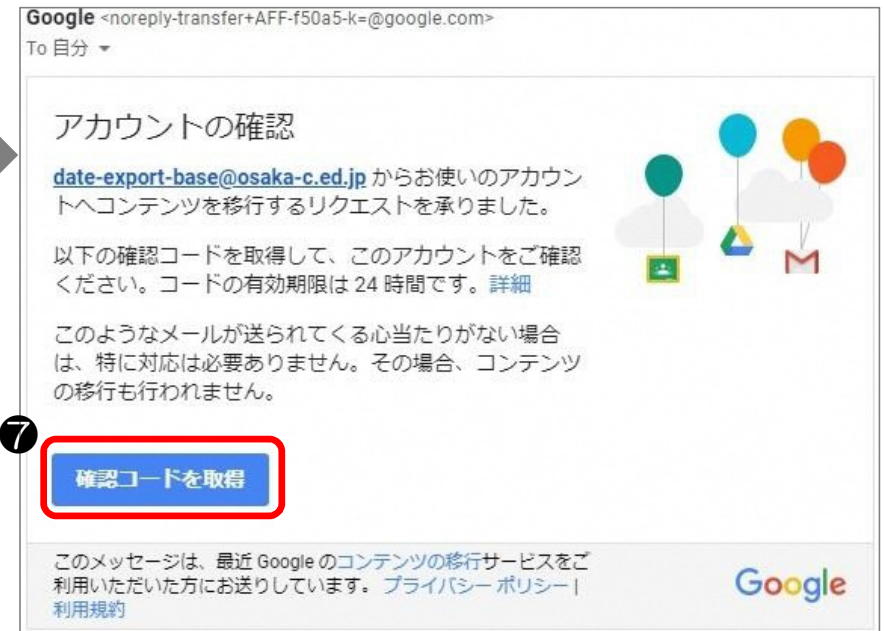 Google <noreply-transfer+AFF-f50a5-k=@google.com>
To 自分
アカウントの確認
date-export-base@osaka-c.ed.jp からお使いのアカウン
トへコンテンツを移行するリクエストを承りました。
以下の確認コードを取得して、このアカウントをご確認
ください。コードの有効期限は 24 時間です。詳細
このようなメールが送られてくる心当たりがない場合
は、特に対応は必要ありません。その場合、コンテンツ
の移行も行われません。
❼
確認コードを取得
このメッセージは、最近 Google のコンテンツの移行サービスをご
利用いただいた方にお送りしています。プライバシー ポリシー |
利用規約
Google